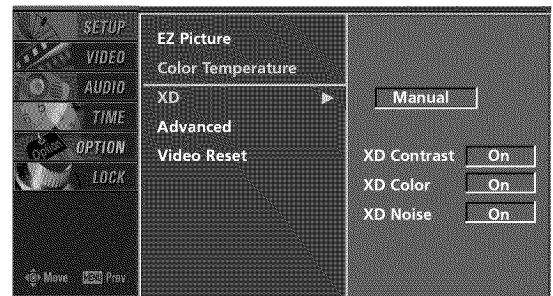 SETUP
VIDEO
AUDIO
TIME
Option OPTION
LOCK
Move MENU Prev
EZ Picture
Color Temperature
XD
Advanced
Video Reset
Manual
XD Contrast On
XD Color On
XD Noise On